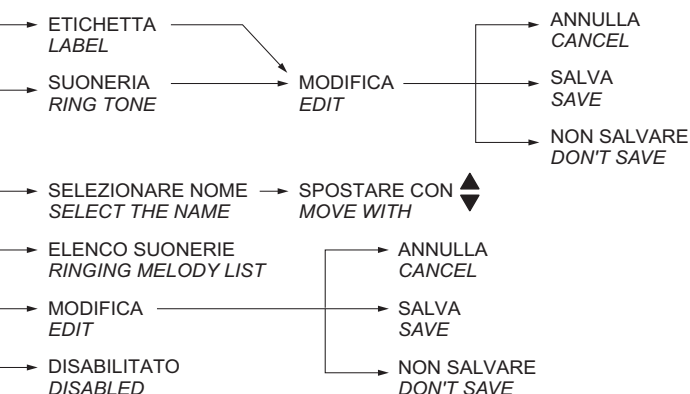 ETICHETTA
LABEL
SUONERIA
RING TONE
MODIFICA
EDIT
ANNULLA
CANCEL
SALVA
SAVE
NON SALVARE
DON'T SAVE
SELEZIONARE NOME
SELECT THE NAME
SPOSTARE CON
MOVE WITH
ELENCO SUONERIE
RINGING MELODY LIST
MODIFICA
EDIT
ANNULLA
CANCEL
SALVA
SAVE
NON SALVARE
DON'T SAVE
DISABILITATO
DISABLED